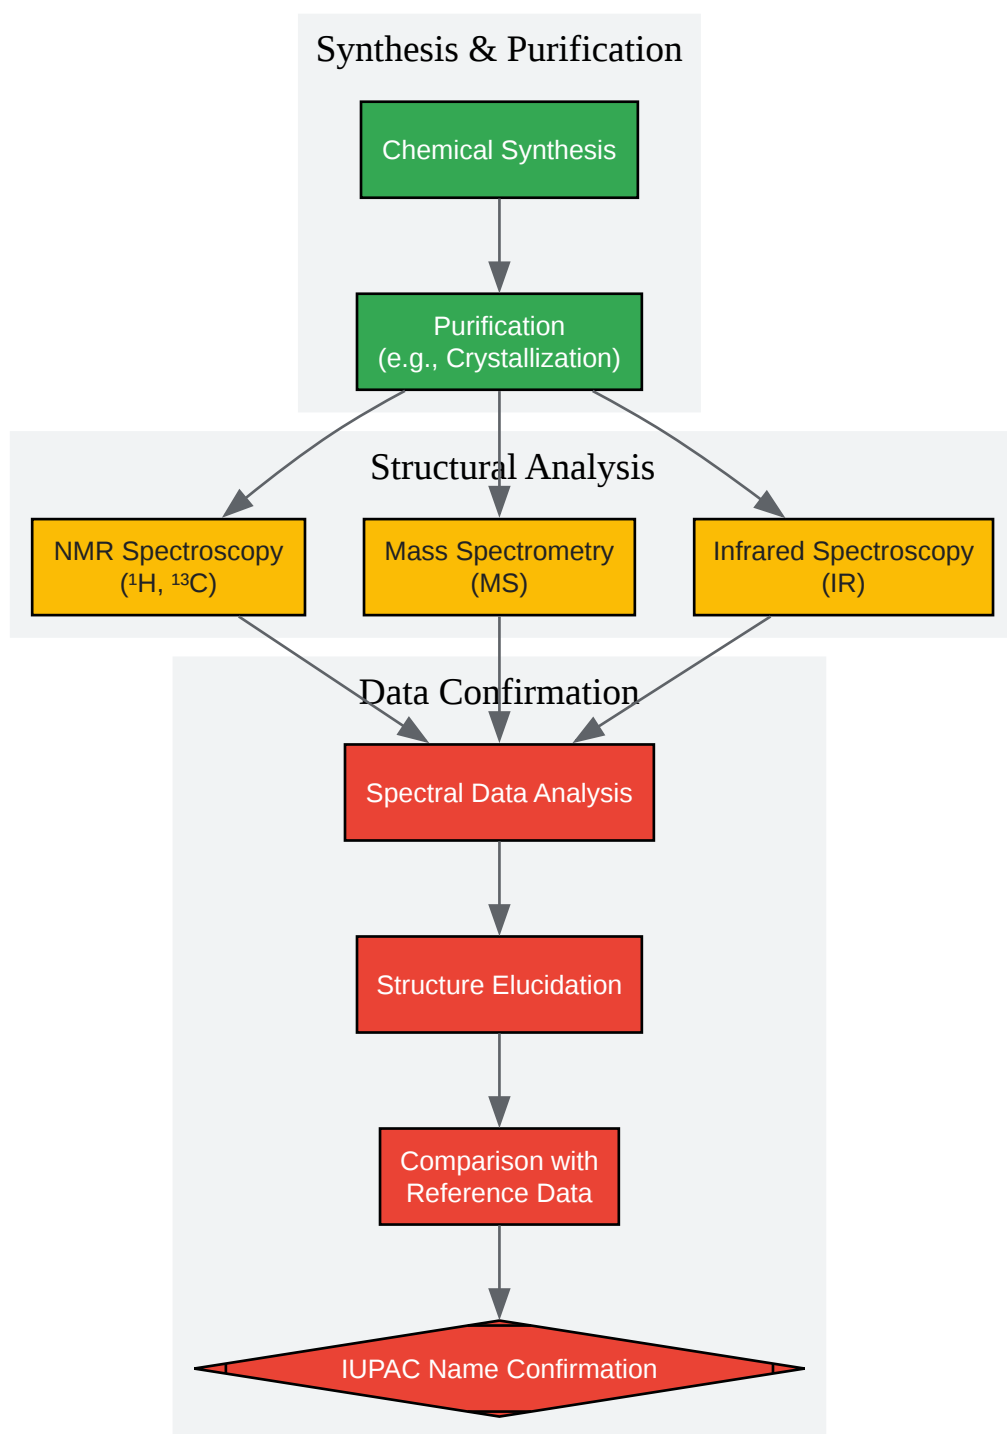 Synthesis & Purification
Chemical Synthesis
Purification
(e.g., Crystallization)
Structural Analysis
NMR Spectroscopy
(¹H, ¹³C)
Mass Spectrometry
(MS)
Infrared Spectroscopy
(IR)
Data Confirmation
Spectral Data Analysis
Structure Elucidation
Comparison with
Reference Data
IUPAC Name Confirmation